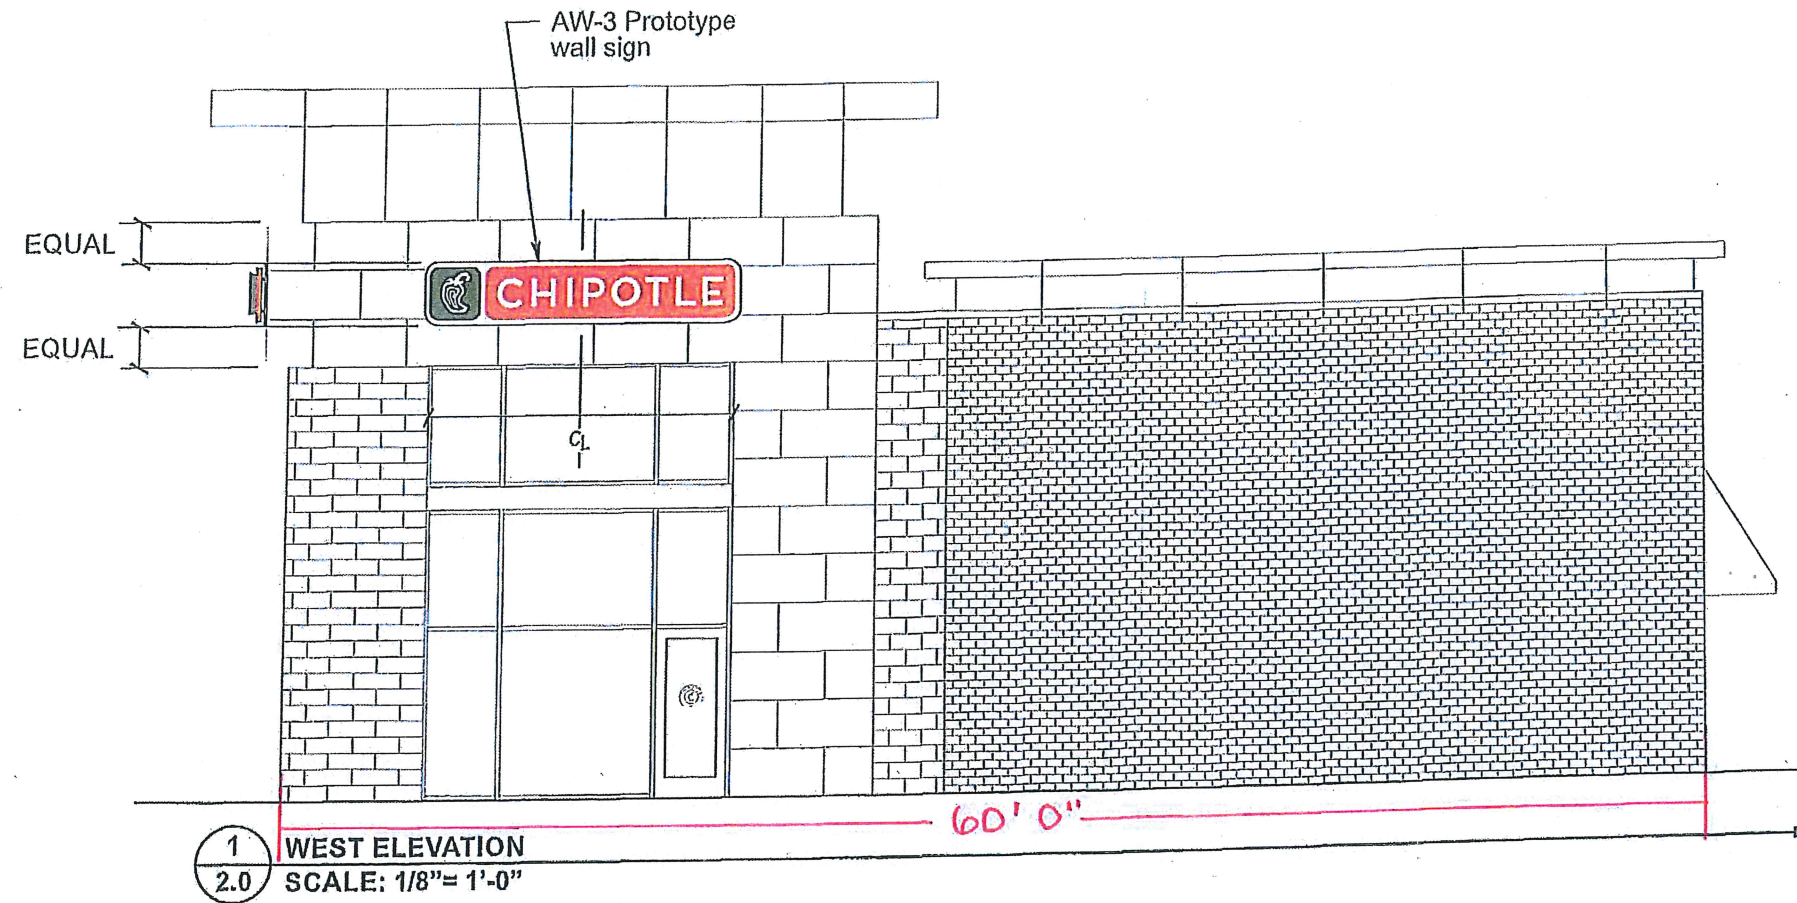 AW-3 Prototype
wall sign
EQUAL
CHIPOTLE
EQUAL
CL
60' 0"
1
WEST ELEVATION
2.0
SCALE: 1/8"= 1'-0"